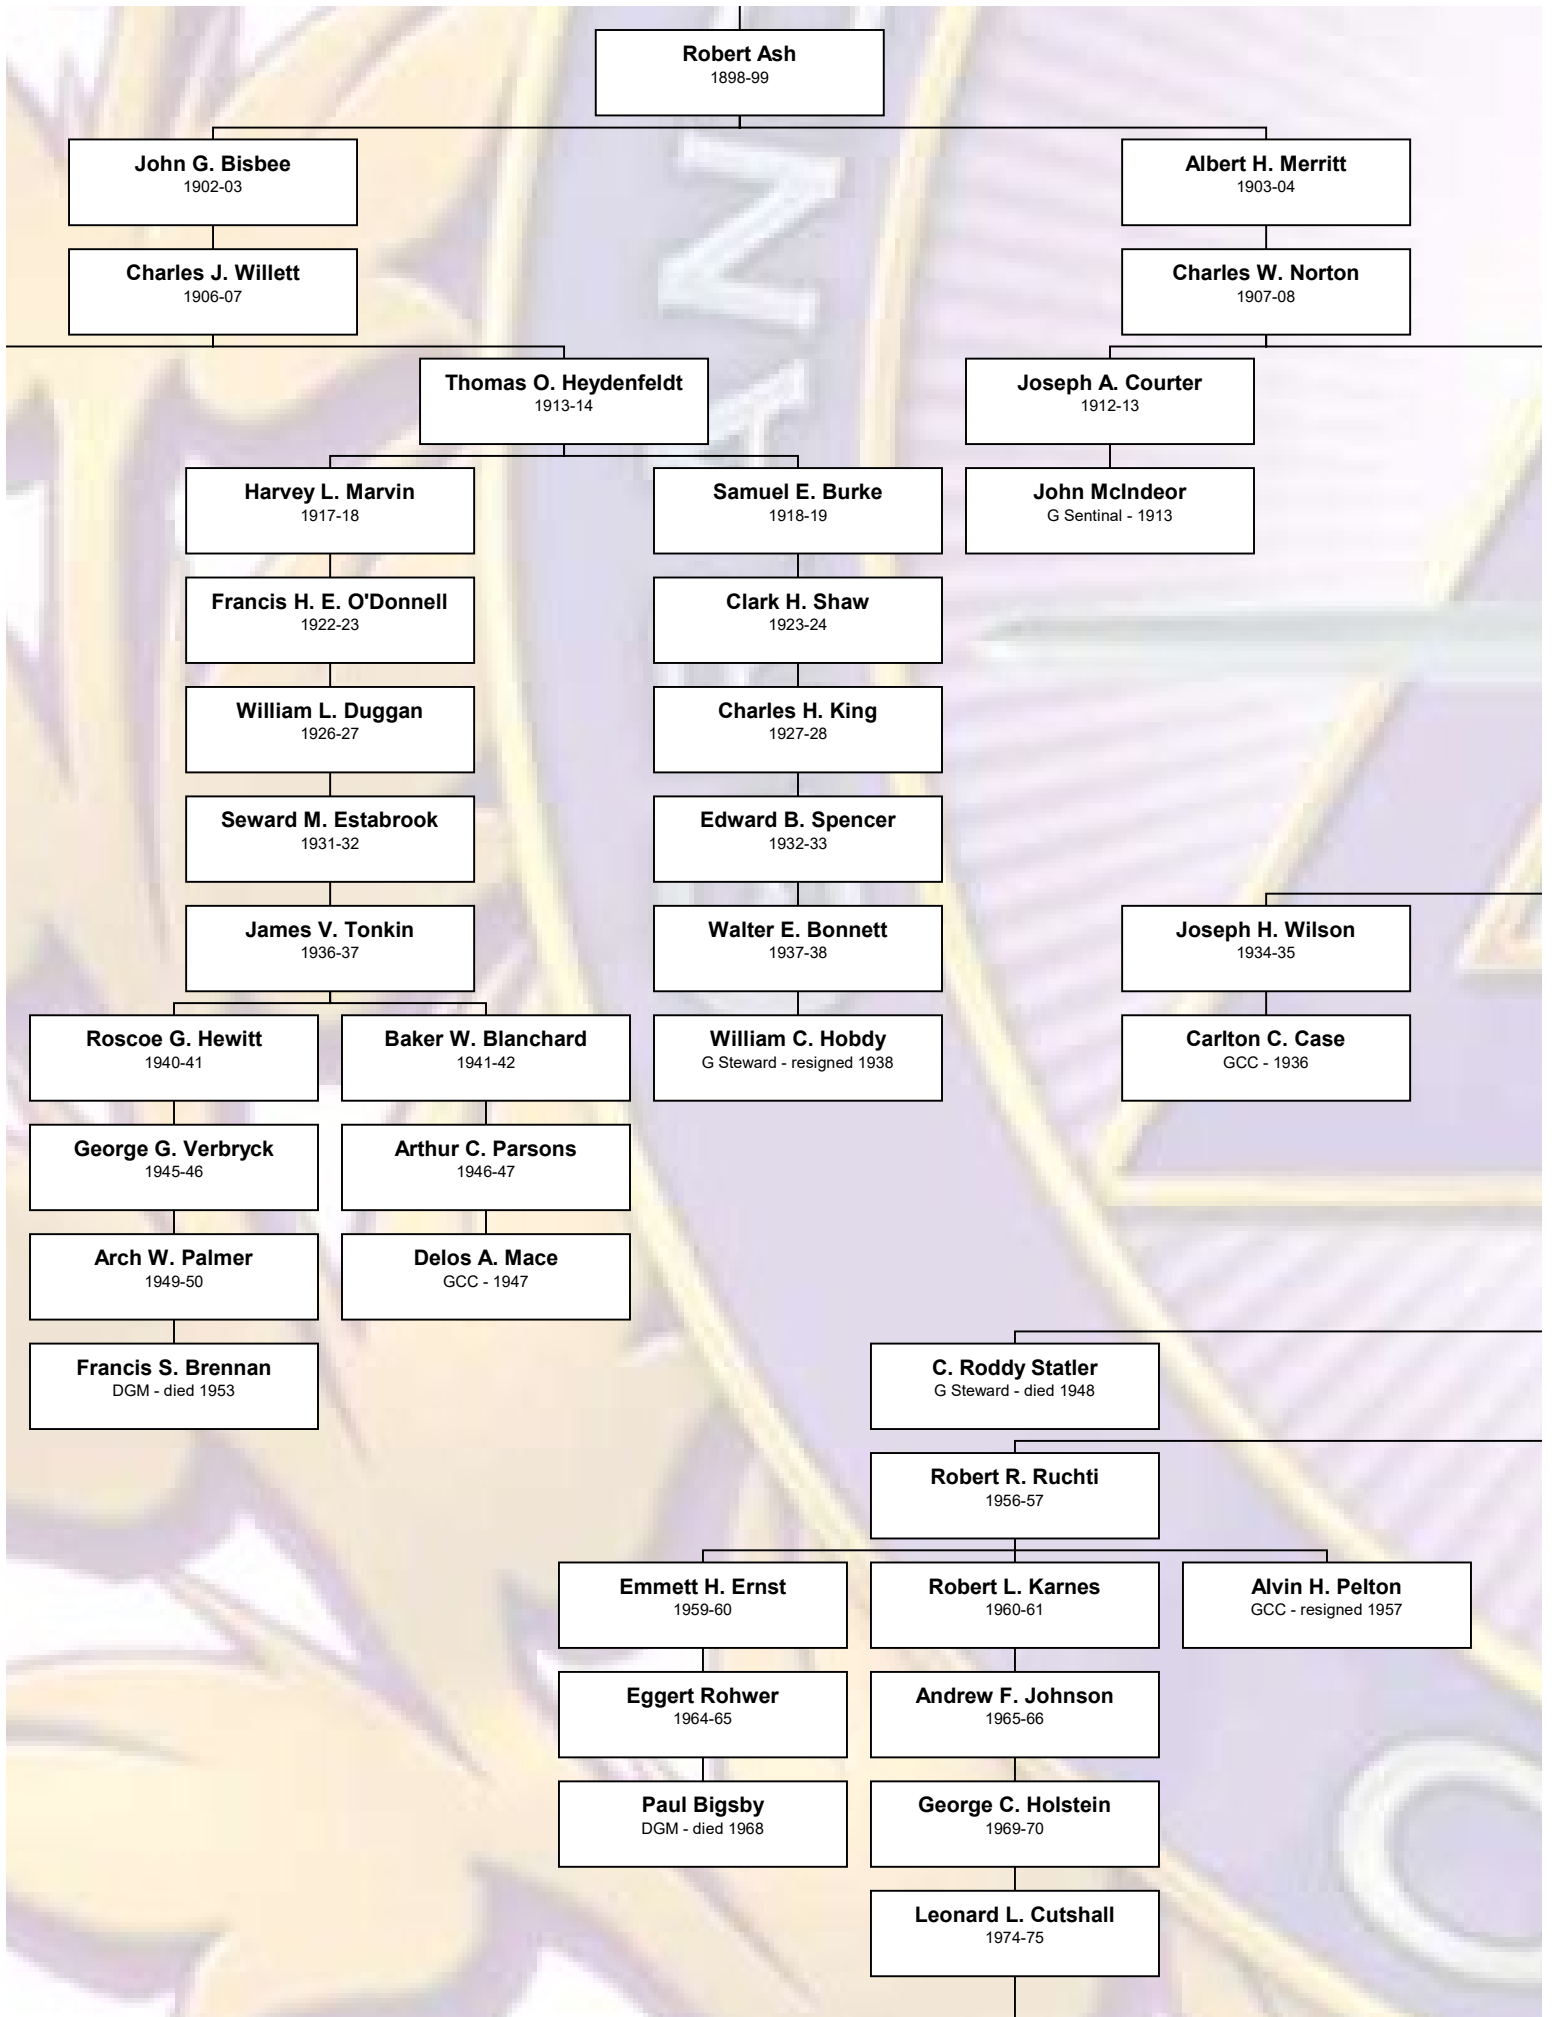 Robert Ash
1898-99
John G. Bisbee
1902-03
Albert H. Merritt
1903-04
Charles J. Willett
1906-07
Charles W. Norton
1907-08
Thomas O. Heydenfeldt
1913-14
Joseph A. Courter
1912-13
Harvey L. Marvin
1917-18
Samuel E. Burke
1918-19
John McIndeor
G Sentinal - 1913
Francis H. E. O'Donnell
1922-23
Clark H. Shaw
1923-24
William L. Duggan
1926-27
Charles H. King
1927-28
Seward M. Estabrook
1931-32
Edward B. Spencer
1932-33
James V. Tonkin
1936-37
Walter E. Bonnett
1937-38
Joseph H. Wilson
1934-35
Roscoe G. Hewitt
1940-41
Baker W. Blanchard
1941-42
William C. Hobdy
G Steward - resigned 1938
Carlton C. Case
GCC - 1936
George G. Verbryck
1945-46
Arthur C. Parsons
1946-47
Arch W. Palmer
1949-50
Delos A. Mace
GCC - 1947
Francis S. Brennan
DGM - died 1953
C. Roddy Statler
G Steward - died 1948
Robert R. Ruchti
1956-57
Emmett H. Ernst
1959-60
Robert L. Karnes
1960-61
Alvin H. Pelton
GCC - resigned 1957
Eggert Rohwer
1964-65
Andrew F. Johnson
1965-66
Paul Bigsby
DGM - died 1968
George C. Holstein
1969-70
Leonard L. Cutshall
1974-75